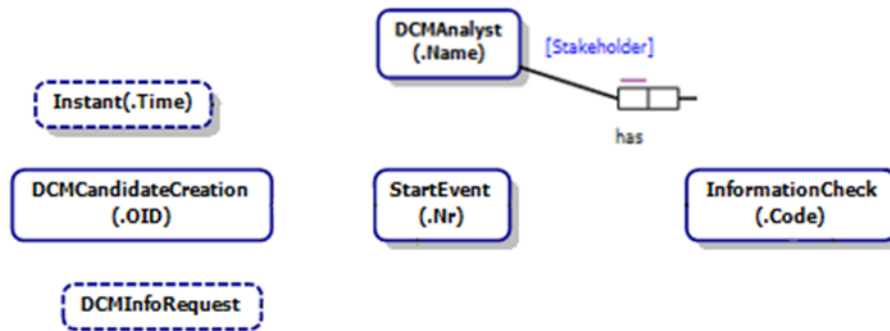 DCMAnalyst
(.Name)
[Stakeholder]
Instant(.Time)
has
DCMCandidateCreation
(.OID)
StartEvent
(.Nr)
InformationCheck
(.Code)
DCMInfoRequest